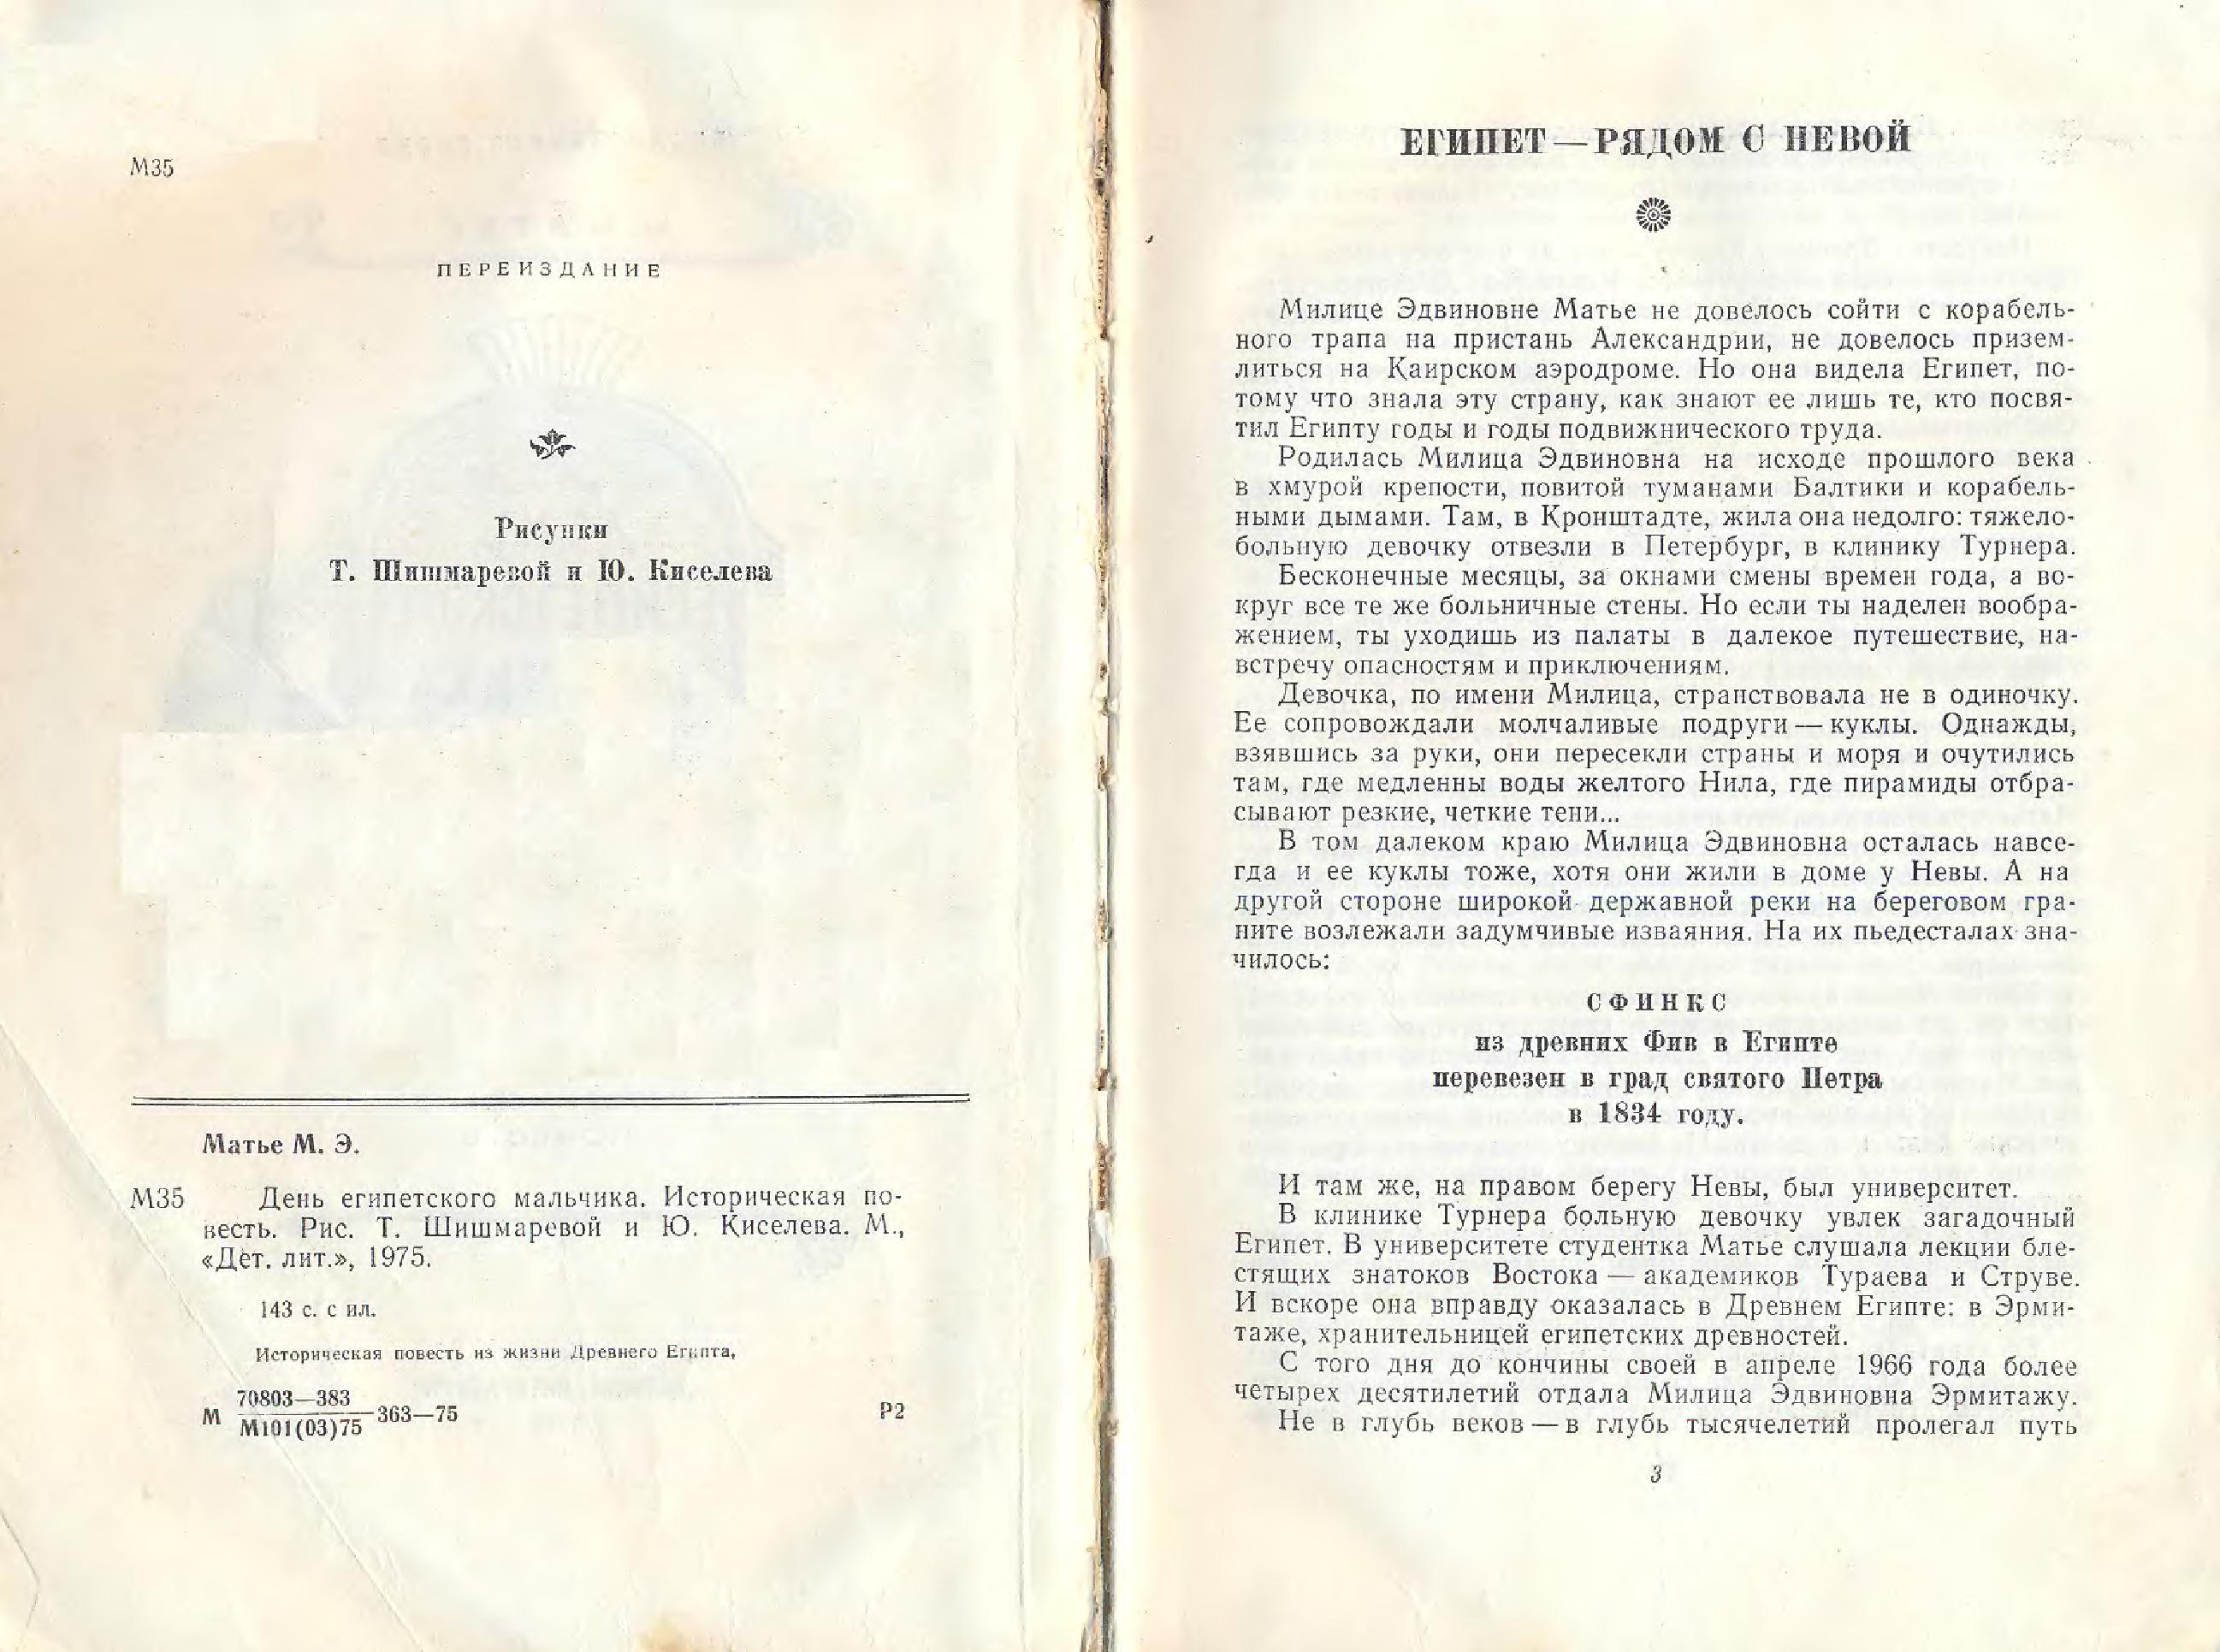 М35
ПЕРЕИЗДАНИЕ
Рисунки
Т. Шишмаревой и Ю. Киселева
Матье М. Э.
М35 День египетского мальчика. Историческая по-
весть. Рис. Т. Шишмаревой и Ю. Киселева. М.,
«Дет. лит.», 1975.
143 с. с ил.
Историческая повесть из жизни Древнего Египта,
70803—383
М 363—75 Р2
М101(03)75
ЕГИПЕТ — РЯДОМ С НЕВОЙ
Милице Эдвиновне Матье не довелось сойти с корабель-
ного трапа на пристань Александрии, не довелось призем-
литься на Каирском аэродроме. Но она видела Египет, по-
тому что знала эту страну, как знают ее лишь те, кто посвя-
тил Египту годы и годы подвижнического труда.
Родилась Милица Эдвиновна на исходе прошлого века
в хмурой крепости, повитой туманами Балтики и корабель-
ными дымами. Там, в Кронштадте, жила она недолго: тяжело-
больную девочку отвезли в Петербург, в клинику Турнера.
Бесконечные месяцы, за окнами смены времен года, а во-
круг все те же больничные стены. Но если ты наделен вообра-
жением, ты уходишь из палаты в далекое путешествие, на-
встречу опасностям и приключениям.
Девочка, по имени Милица, странствовала не в одиночку.
Ее сопровождали молчаливые подруги — куклы. Однажды,
взявшись за руки, они пересекли страны и моря и очутились
там, где медленны воды желтого Нила, где пирамиды отбра-
сывают резкие, четкие тени...
В том далеком краю Милица Эдвиновна осталась навсе-
гда и ее куклы тоже, хотя они жили в доме у Невы. А на
другой стороне широкой державной реки на береговом гра-
ните возлежали задумчивые изваяния. На их пьедесталах зна-
чилось:
СФИНКС
из древних Фив в Египте
перевезен в град святого Петра
в 1834 году.
И там же, на правом берегу Невы, был университет.
В клинике Турнера больную девочку увлек загадочный
Египет. В университете студентка Матье слушала лекции бле-
стящих знатоков Востока — академиков Тураева и Струве.
И вскоре она вправду оказалась в Древнем Египте: в Эрми-
таже, хранительницей египетских древностей.
С того дня до кончины своей в апреле 1966 года более
четырех десятилетий отдала Милица Эдвиновна Эрмитажу.
Не в глубь веков — в глубь тысячелетий пролегал путь
3